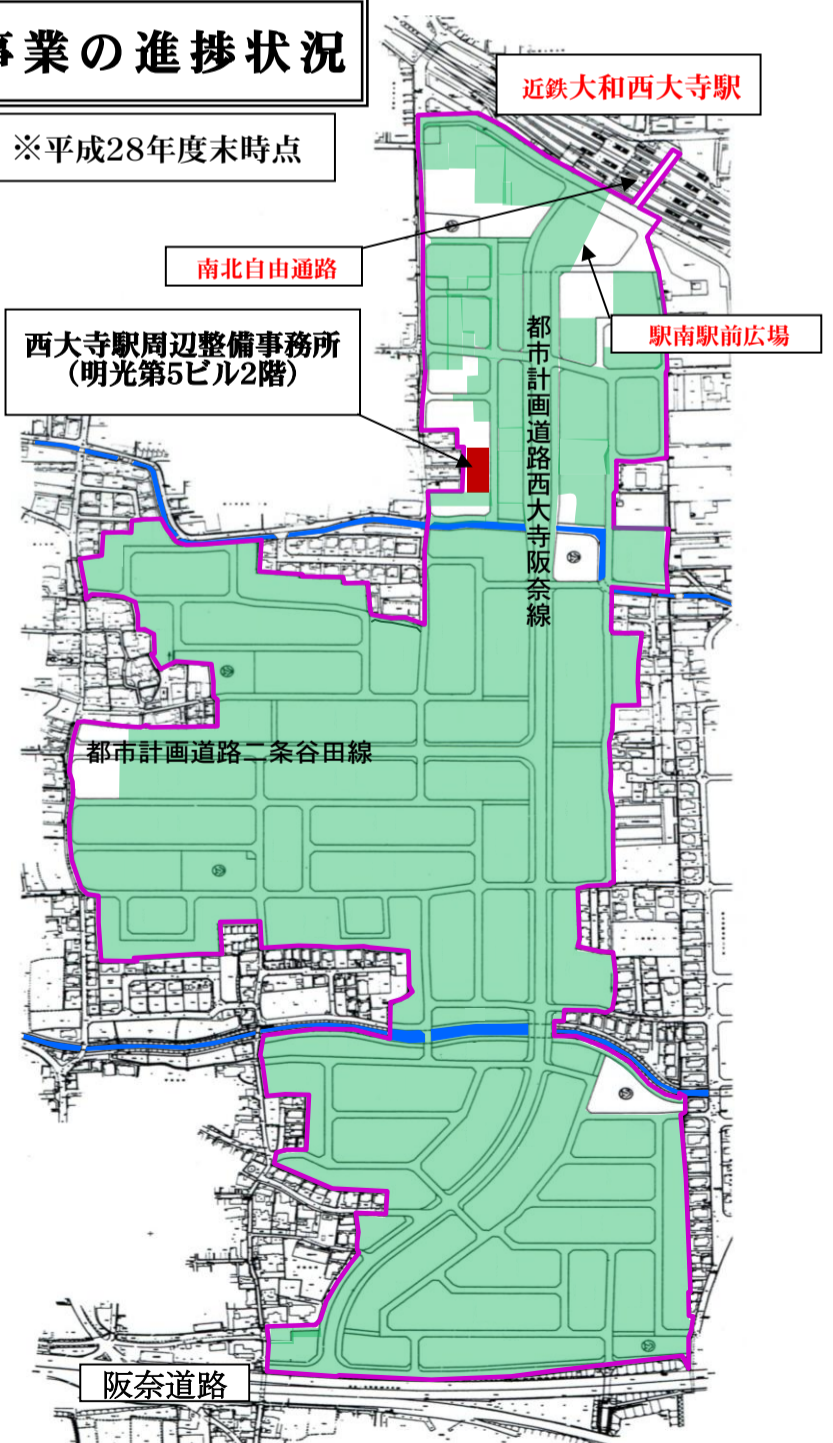 事業の進捗状況
※平成28年度末時点
近鉄大和西大寺駅
南北自由通路
駅南駅前広場
西大寺駅周辺整備事務所
(明光第5ビル2階)
都市計画道路西大寺阪奈線
都市計画道路二条谷田線
阪奈道路